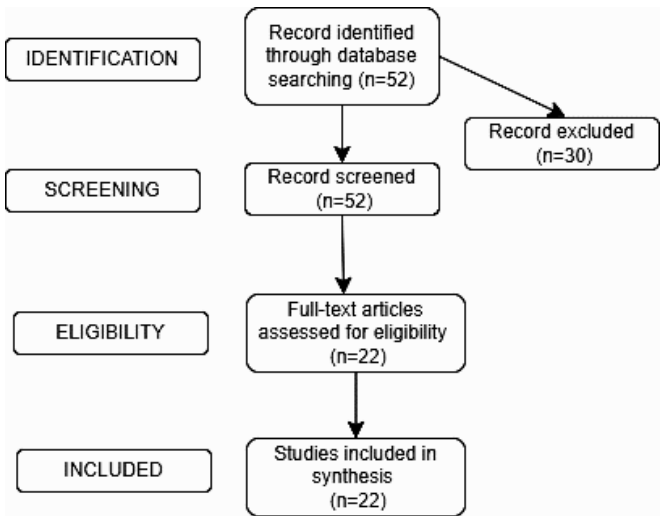 IDENTIFICATION
Record identified
through database
searching (n=52)
Record excluded
(n=30)
SCREENING
Record screened
(n=52)
ELIGIBILITY
Full-text articles
assessed for eligibility
(n=22)
INCLUDED
Studies included in
synthesis
(n=22)